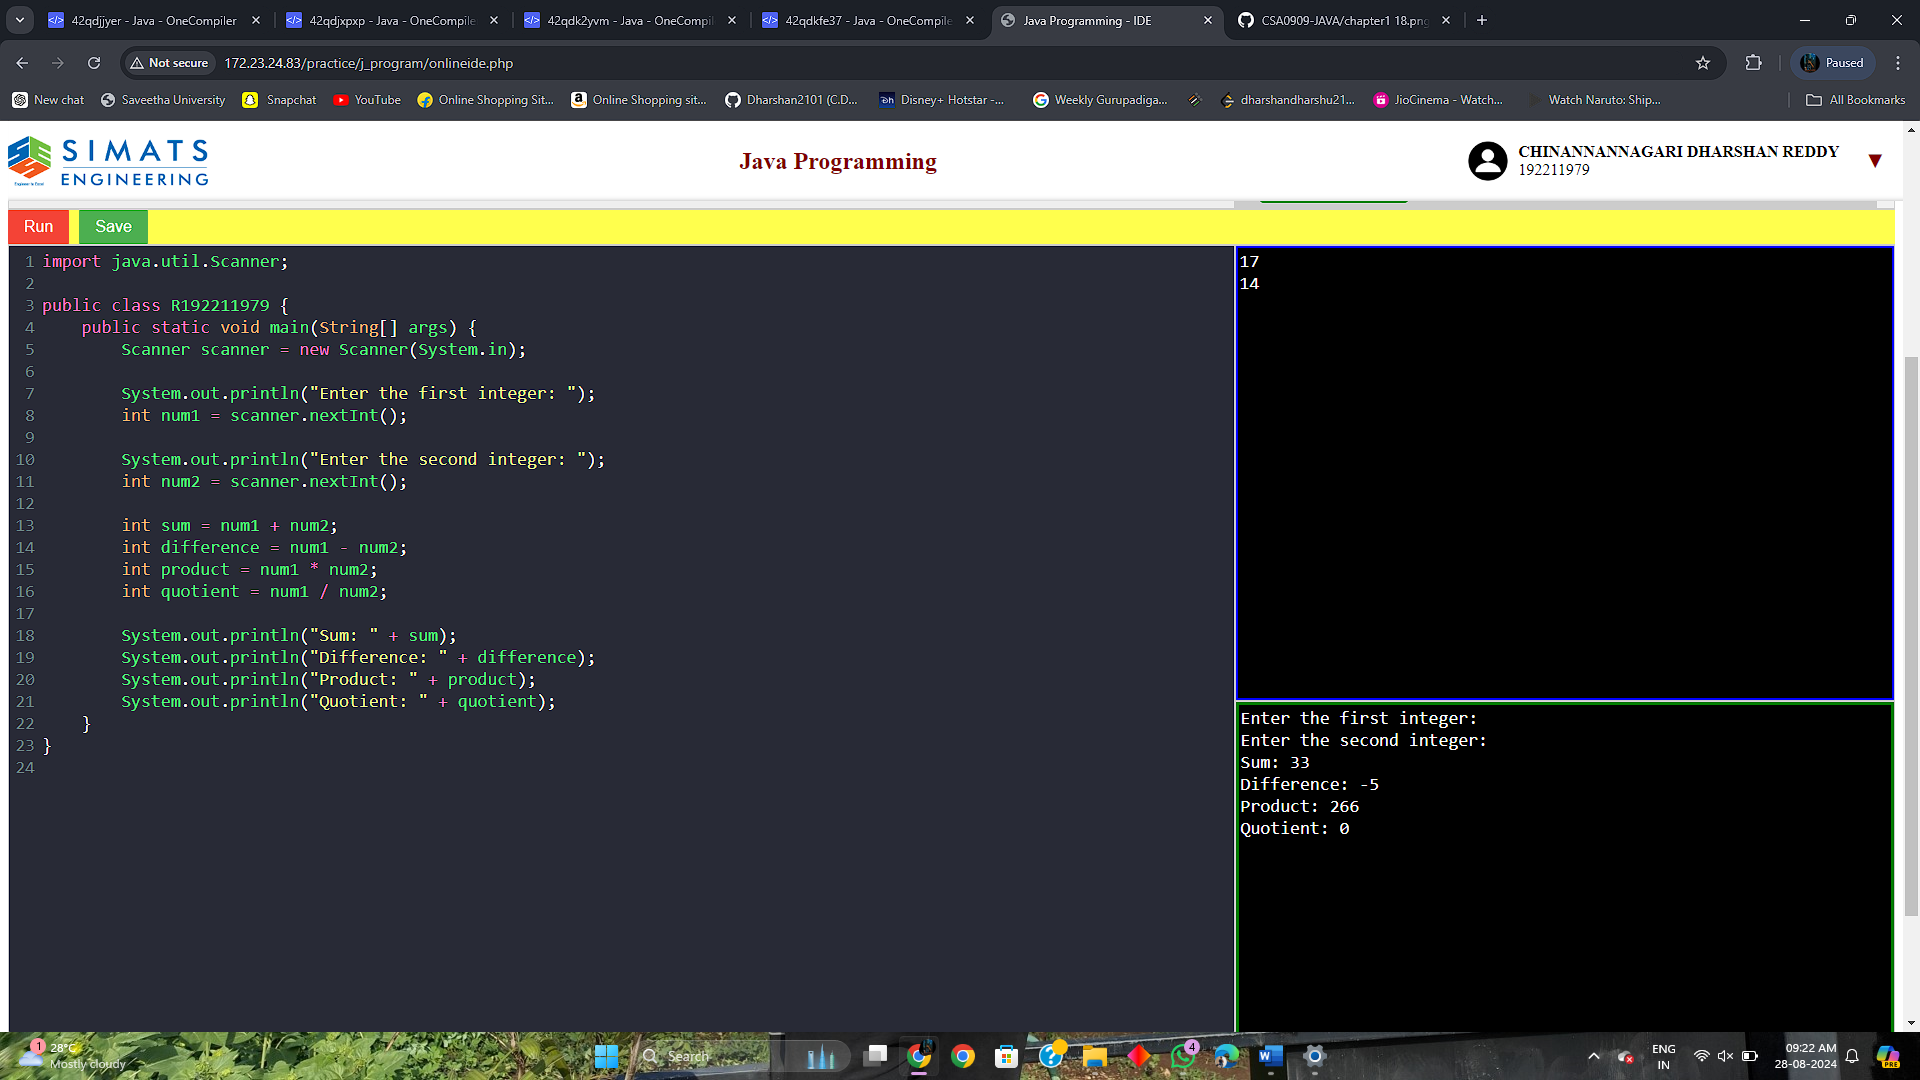 42qdjjyer - Java - OneCompiler
42qdjxpxp - Java - OneCompile
42qdk2yvm - Java - OneCompil
42qdkfe37 - Java - OneCompile
Java Programming - IDE
CSA0909-JAVA/chapter1 18.png
Not secure
172.23.24.83/practice/j_program/onlineide.php
Paused
New chat
Saveetha University
Snapchat
YouTube
Online Shopping Sit...
Online Shopping sit...
Dharshan2101 (C.D...
Disney+ Hotstar -...
Weekly Gurupadiga...
dharshandharshu21...
JioCinema - Watch...
Watch Naruto: Ship...
All Bookmarks
SIMATS
ENGINEERING
Java Programming
CHINANNANNAGARI DHARSHAN REDDY
192211979
Run
Save
1 import java.util.Scanner;
2
3 public class R192211979 {
4 public static void main(String[] args) {
5 Scanner scanner = new Scanner(System.in);
6
7 System.out.println("Enter the first integer: ");
8 int num1 = scanner.nextInt();
9
10 System.out.println("Enter the second integer: ");
11 int num2 = scanner.nextInt();
12
13 int sum = num1 + num2;
14 int difference = num1 - num2;
15 int product = num1 * num2;
16 int quotient = num1 / num2;
17
18 System.out.println("Sum: " + sum);
19 System.out.println("Difference: " + difference);
20 System.out.println("Product: " + product);
21 System.out.println("Quotient: " + quotient);
22 }
23 }
24
17
14
Enter the first integer:
Enter the second integer:
Sum: 33
Difference: -5
Product: 266
Quotient: 0
1
28°C
Mostly cloudy
Search
4
ENG
IN
09:22 AM
28-08-2024
PRE